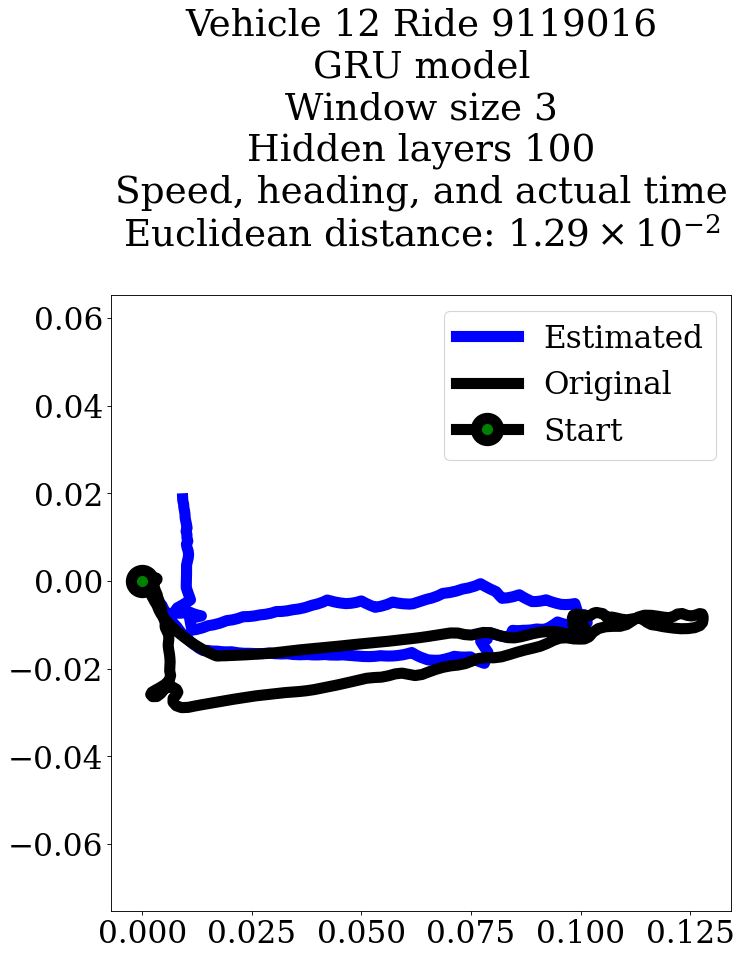 Vehicle 12 Ride 9119016
GRU model
Window size 3
Hidden layers 100
Speed, heading, and actual time
Euclidean distance: 1.29 × 10⁻²
Estimated
Original
Start
0.06
0.04
0.02
0.00
−0.02
−0.04
−0.06
0.000 0.025 0.050 0.075 0.100 0.125